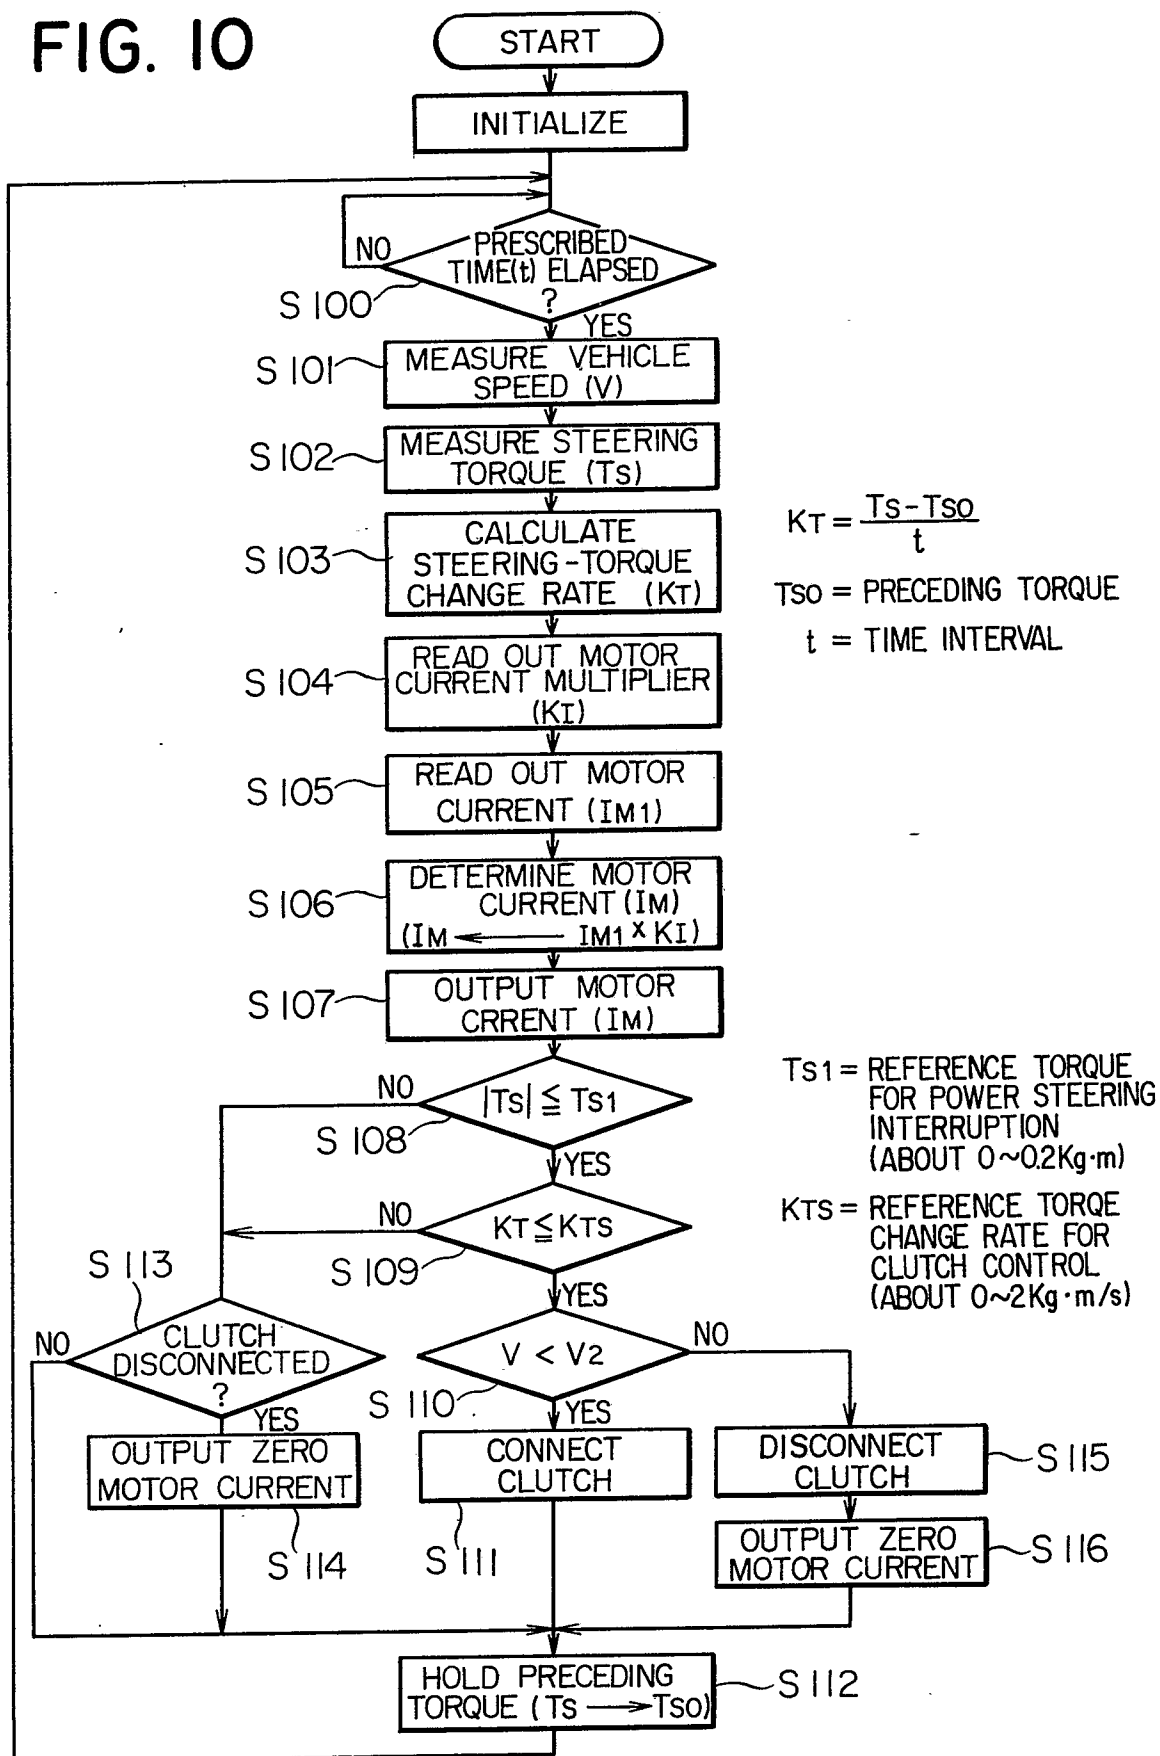 FIG. 10
START
INITIALIZE
PRESCRIBED
TIME(t) ELAPSED
?
NO
S 100
YES
S 101
MEASURE VEHICLE
SPEED (V)
S 102
MEASURE STEERING
TORQUE (TS)
S 103
CALCULATE
STEERING-TORQUE
CHANGE RATE (KT)
KT = TS-TSO
t
TSO = PRECEDING TORQUE
t = TIME INTERVAL
S 104
READ OUT MOTOR
CURRENT MULTIPLIER
(KI)
S 105
READ OUT MOTOR
CURRENT (IM1)
S 106
DETERMINE MOTOR
CURRENT (IM)
(IM ← IM1 x KI)
S 107
OUTPUT MOTOR
CRRENT (IM)
NO
|TS| ≦ TS1
S 108
YES
TS1 = REFERENCE TORQUE
FOR POWER STEERING
INTERRUPTION
(ABOUT 0~0.2Kg·m)
NO
KT ≦ KTS
S 109
YES
KTS = REFERENCE TORQE
CHANGE RATE FOR
CLUTCH CONTROL
(ABOUT 0~2Kg·m/s)
S 113
NO
CLUTCH
DISCONNECTED
?
YES
V < V2
NO
S 110
YES
OUTPUT ZERO
MOTOR CURRENT
S 114
CONNECT
CLUTCH
S 111
DISCONNECT
CLUTCH
S 115
OUTPUT ZERO
MOTOR CURRENT
S 116
HOLD PRECEDING
TORQUE (TS → TSO)
S 112